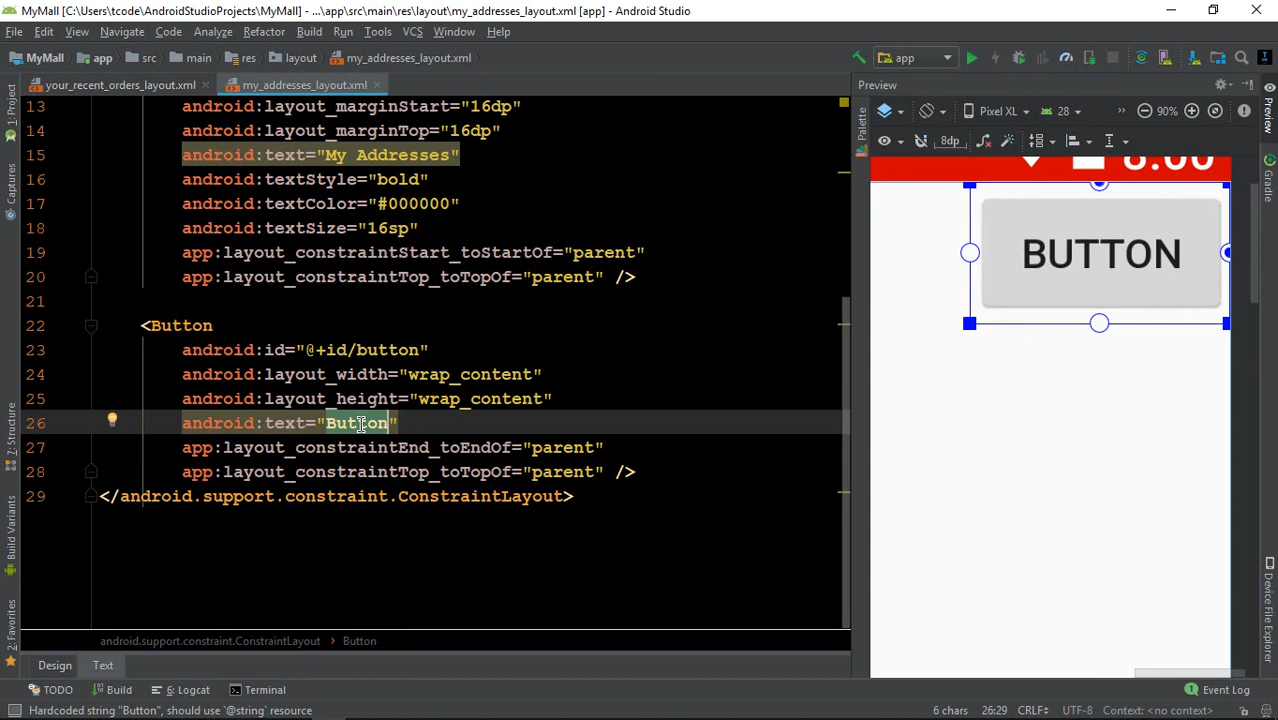 MyMall [C:\Users\tcode\AndroidStudioProjects\MyMall] - ...\app\src\main\res\layout\my_addresses_layout.xml [app] - Android Studio
File Edit View Navigate Code Analyze Refactor Build Run Tools VCS Window Help
MyMall app src main res layout my_addresses_layout.xml app
your_recent_orders_layout.xml my_addresses_layout.xml Preview
Pixel XL 28 90%
8dp
13 android:layout_marginStart="16dp"
14 android:layout_marginTop="16dp"
15 android:text="My Addresses"
16 android:textStyle="bold"
17 android:textColor="#000000"
18 android:textSize="16sp"
19 app:layout_constraintStart_toStartOf="parent"
20 app:layout_constraintTop_toTopOf="parent" />
21
22 <Button
23 android:id="@+id/button"
24 android:layout_width="wrap_content"
25 android:layout_height="wrap_content"
26 android:text="Button"
27 app:layout_constraintEnd_toEndOf="parent"
28 app:layout_constraintTop_toTopOf="parent" />
29 </android.support.constraint.ConstraintLayout>
android.support.constraint.ConstraintLayout › Button
Design Text
TODO Build 6: Logcat Terminal Event Log
Hardcoded string "Button", should use `@string` resource 6 chars 26:29 CRLF UTF-8 Context: <no context>
1: Project
Captures
7: Structure
Build Variants
2: Favorites
Palette
8:00
BUTTON
Preview
Gradle
Device File Explorer